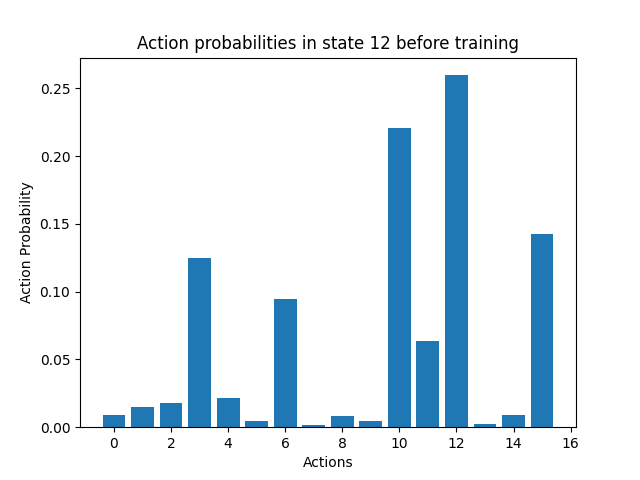 Action probabilities in state 12 before training
Action Probability
0.25
0.20
0.15
0.10
0.05
0.00
0 2 4 6 8 10 12 14 16
Actions